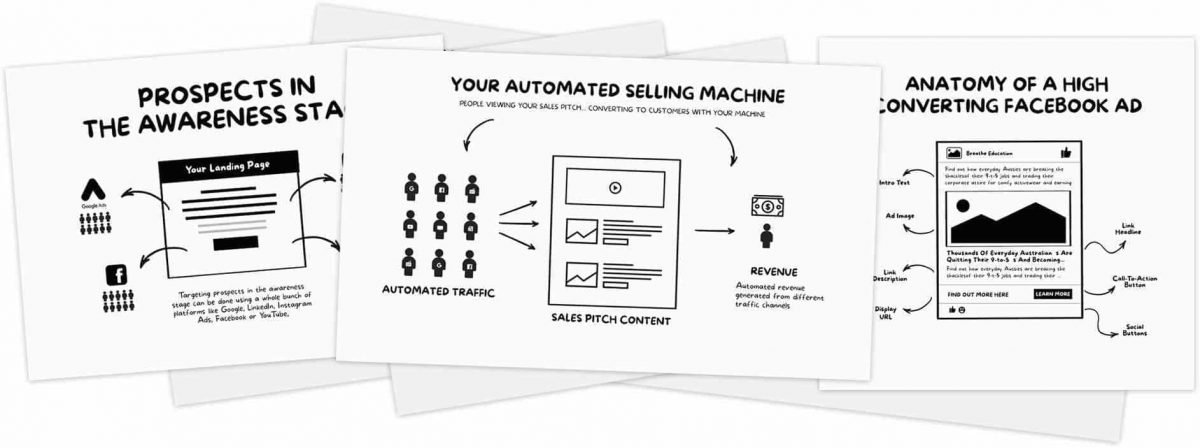 PROSPECTS IN
THE AWARENESS STA
Your Landing Page
Google Ads
Targeting prospects in the awareness
stage can be done using a whole bunch of
platforms like Google, LinkedIn, Instagram
Ads, Facebook or YouTube.
YOUR AUTOMATED SELLING MACHINE
PEOPLE VIEWING YOUR SALES PITCH... CONVERTING TO CUSTOMERS WITH YOUR MACHINE
AUTOMATED TRAFFIC
SALES PITCH CONTENT
REVENUE
Automated revenue
generated from different
traffic channels
ANATOMY OF A HIGH
CONVERTING FACEBOOK AD
Breathe Education
Find out how everyday Aussies are breaking the
shackles of their 9-t-5 jobs and trading their
corporate attire for comfy activewear and earning
Intro Text
Ad Image
Link
Description
Display
URL
Thousands Of Everyday Australian s Are
Quitting Their 9-to-5 s And Becoming...
Find out how everyday Aussies are breaking the
shackles of their 9-t-5 jobs and trading their ...
FIND OUT MORE HERE
LEARN MORE
Link
Headline
Call-To-Action
Button
Social
Buttons